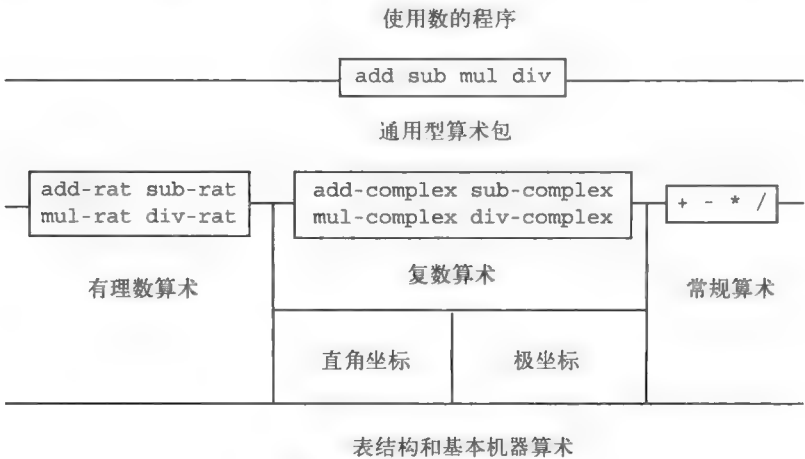 使用数的程序
add sub mul div
通用型算术包
add-rat sub-rat
mul-rat div-rat
add-complex sub-complex
mul-complex div-complex
+ - * /
有理数算术
复数算术
常规算术
直角坐标
极坐标
表结构和基本机器算术